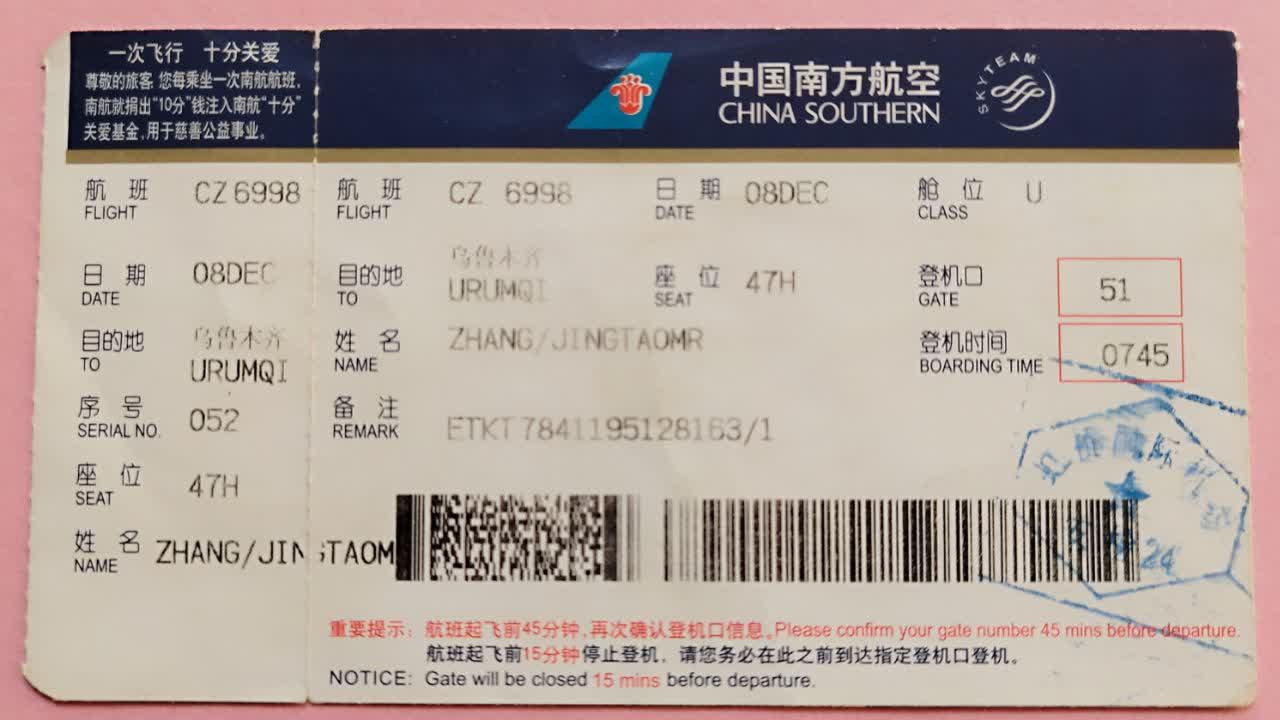 一次飞行 十分关爱
尊敬的旅客,您每乘坐一次南航航班,
南航就捐出"10分"钱注入南航"十分"
关爱基金,用于慈善公益事业。
中国南方航空
CHINA SOUTHERN
SKYTEAM
航 班 CZ 6998
FLIGHT
日 期 08DEC
DATE
目的地 乌鲁木齐
TO URUMQI
序 号 052
SERIAL NO.
座 位 47H
SEAT
姓 名 ZHANG/JINGTAOM
NAME
航 班 CZ 6998 日 期 08DEC 舱 位 U
FLIGHT DATE CLASS
乌鲁木齐
目的地 URUMQI 座 位 47H 登机口 51
TO SEAT GATE
姓 名 ZHANG/JINGTAOMR 登机时间 0745
NAME BOARDING TIME
备 注 ETKT7841195128163/1
REMARK
24
重要提示: 航班起飞前45分钟,再次确认登机口信息。Please confirm your gate number 45 mins before departure.
航班起飞前15分钟停止登机, 请您务必在此之前到达指定登机口登机。
NOTICE: Gate will be closed 15 mins before departure.